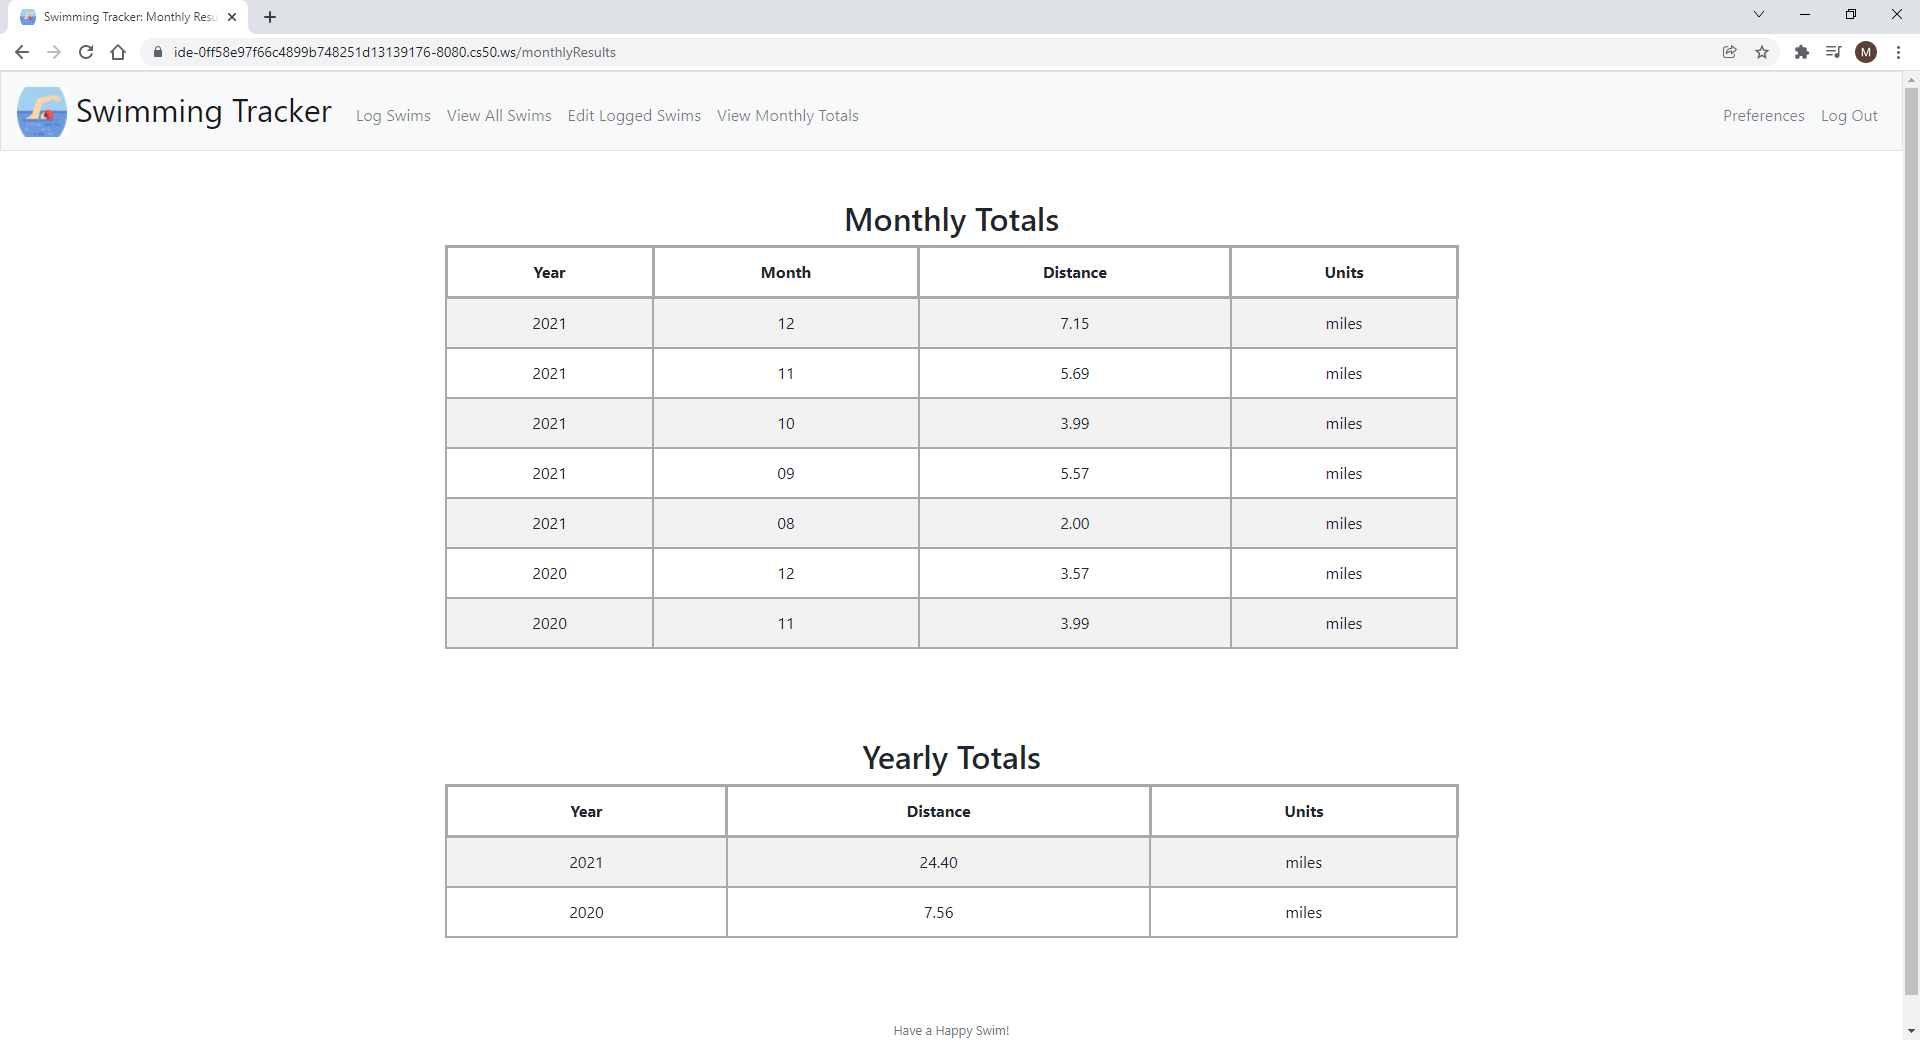 Swimming Tracker: Monthly Resu
ide-0ff58e97f66c4899b748251d13139176-8080.cs50.ws/monthlyResults
M
Swimming Tracker Log Swims View All Swims Edit Logged Swims View Monthly Totals Preferences Log Out
Monthly Totals
Year Month Distance Units
2021 12 7.15 miles
2021 11 5.69 miles
2021 10 3.99 miles
2021 09 5.57 miles
2021 08 2.00 miles
2020 12 3.57 miles
2020 11 3.99 miles
Yearly Totals
Year Distance Units
2021 24.40 miles
2020 7.56 miles
Have a Happy Swim!